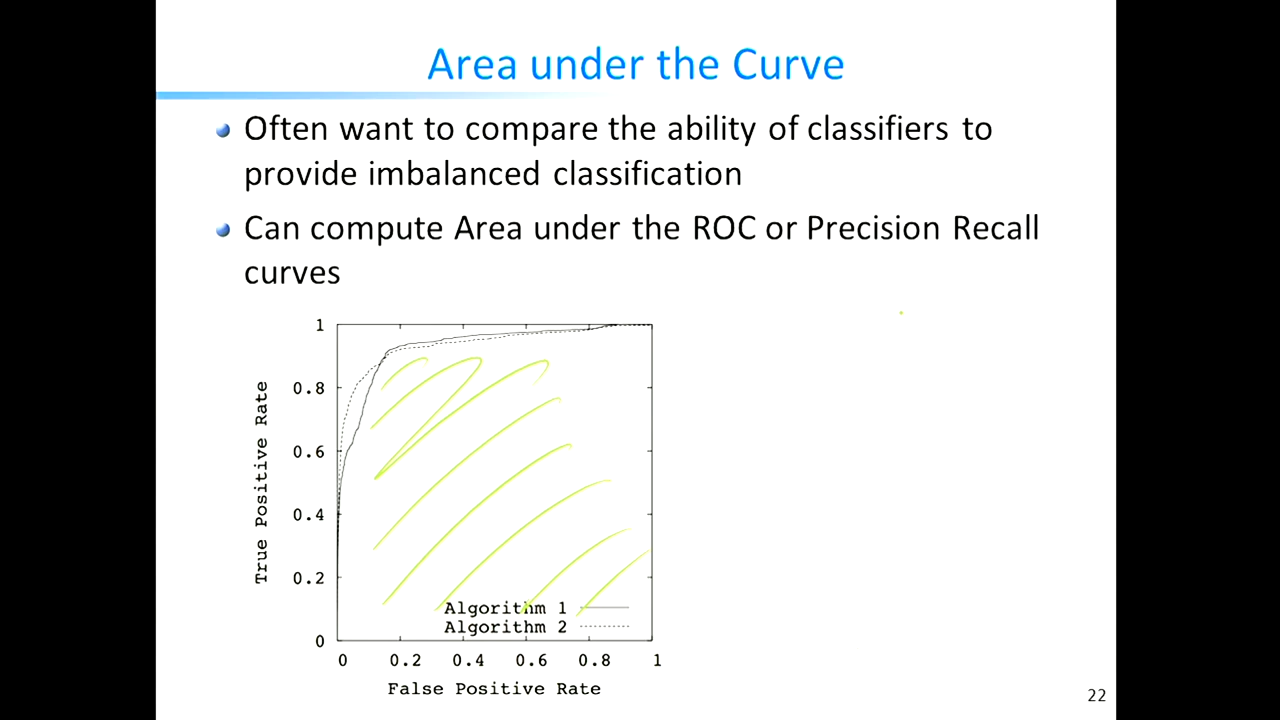 Area under the Curve
Often want to compare the ability of classifiers to
provide imbalanced classification
Can compute Area under the ROC or Precision Recall
curves
1
0.8
0.6
0.4
0.2
0
True Positive Rate
Algorithm 1
Algorithm 2
0 0.2 0.4 0.6 0.8 1
False Positive Rate
22